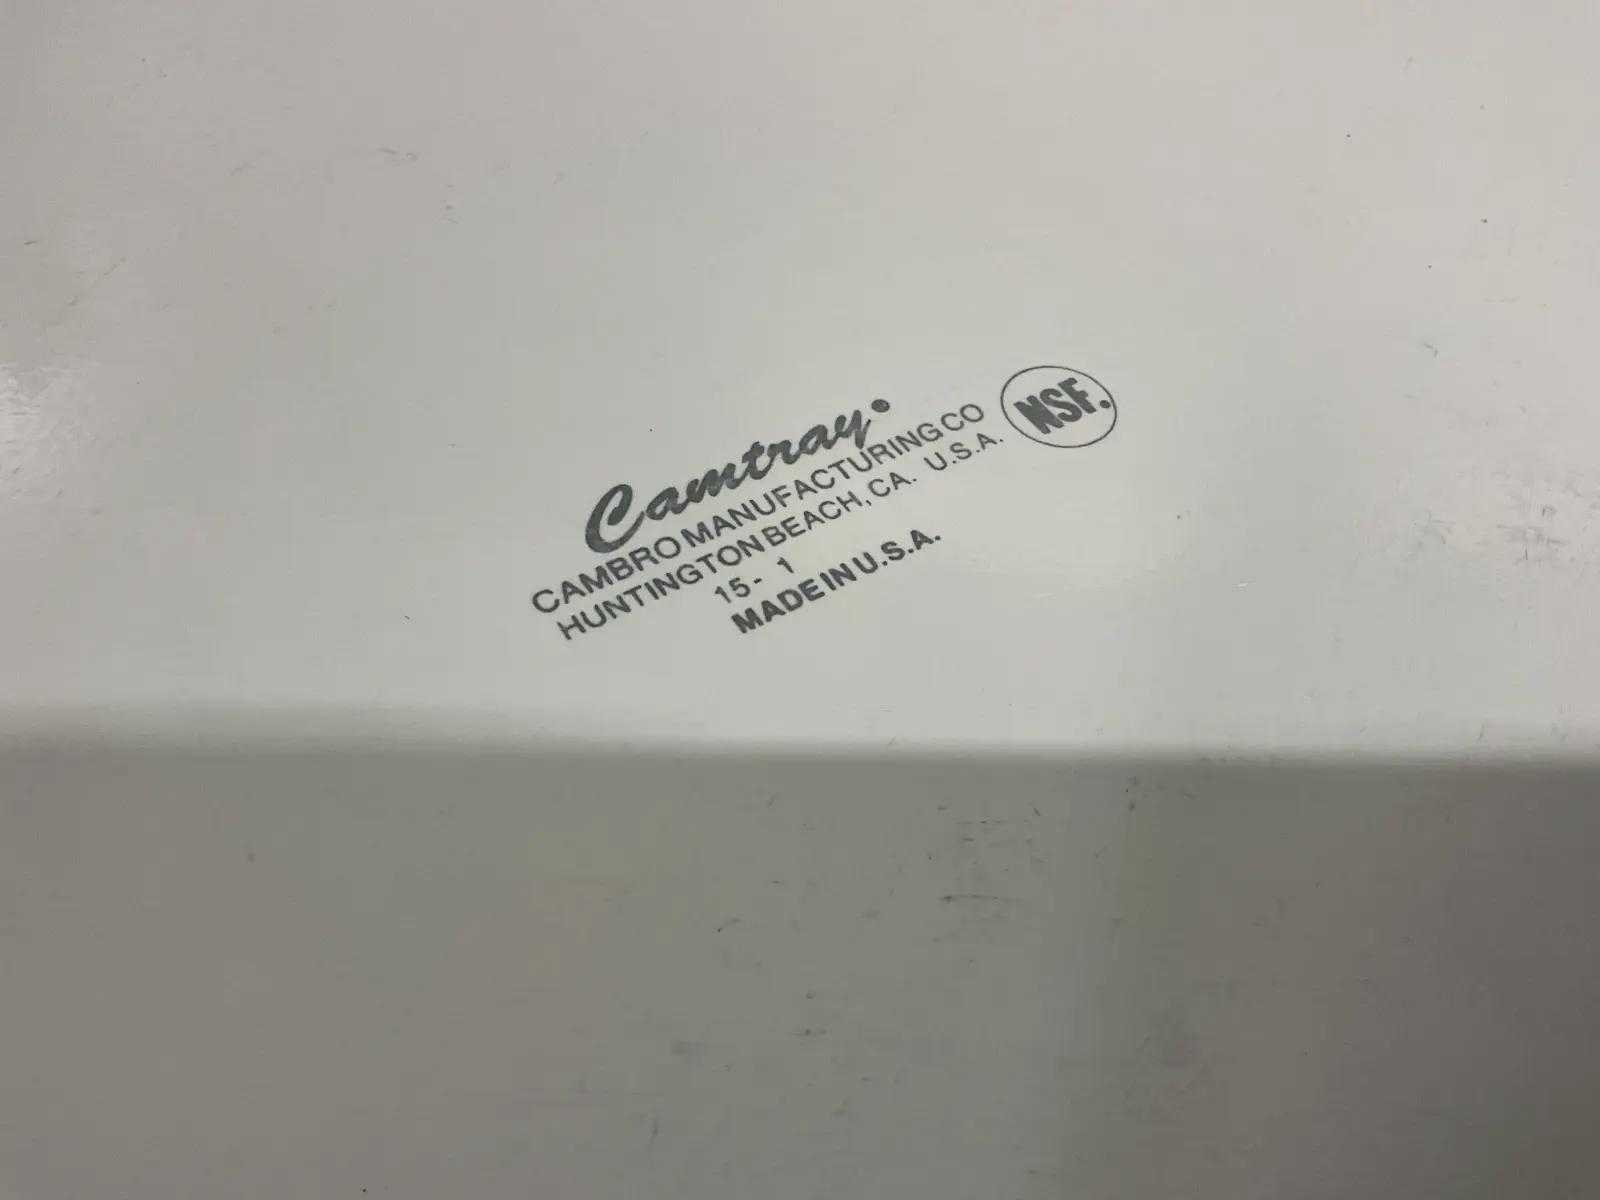 Camtray
CAMBRO MANUFACTURING CO
HUNTINGTON BEACH, CA. U.S.A.
15- 1
MADE IN U.S.A.
NSF.